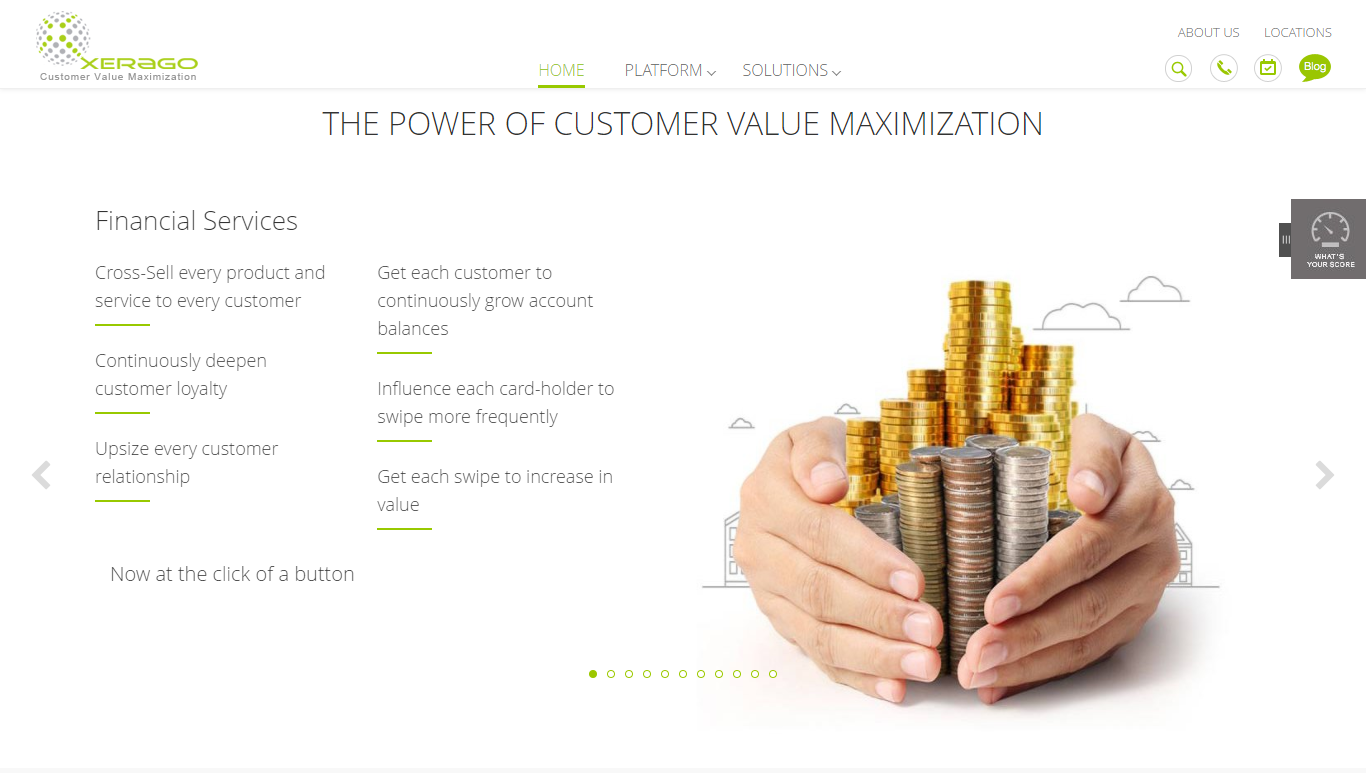 ABOUT US
LOCATIONS
XERAGO
Customer Value Maximization
HOME
PLATFORM
SOLUTIONS
Blog
THE POWER OF CUSTOMER VALUE MAXIMIZATION
Financial Services
Cross-Sell every product and
service to every customer
Continuously deepen
customer loyalty
Upsize every customer
relationship
Get each customer to
continuously grow account
balances
Influence each card-holder to
swipe more frequently
Get each swipe to increase in
value
Now at the click of a button
WHAT'S
YOUR SCORE